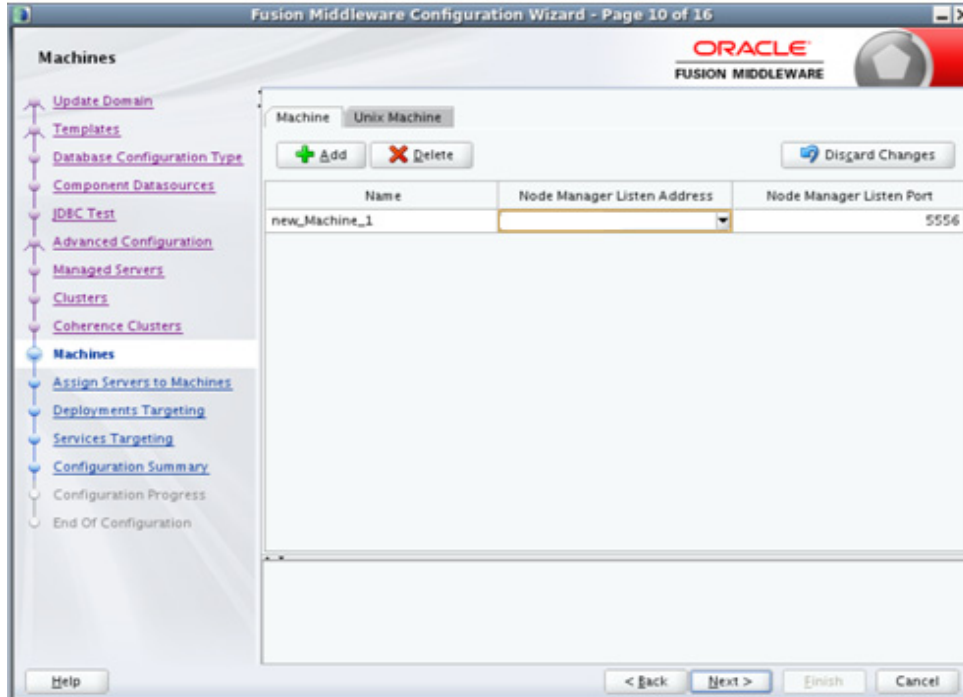 Fusion Middleware Configuration Wizard - Page 10 of 16
Machines
ORACLE
FUSION MIDDLEWARE
Update Domain
Templates
Database Configuration Type
Component Datasources
JDBC Test
Advanced Configuration
Managed Servers
Clusters
Coherence Clusters
Machines
Assign Servers to Machines
Deployments Targeting
Services Targeting
Configuration Summary
Configuration Progress
End Of Configuration
Machine Unix Machine
Add Delete Discard Changes
Name Node Manager Listen Address Node Manager Listen Port
new_Machine_1 5556
Help < Back Next > Finish Cancel